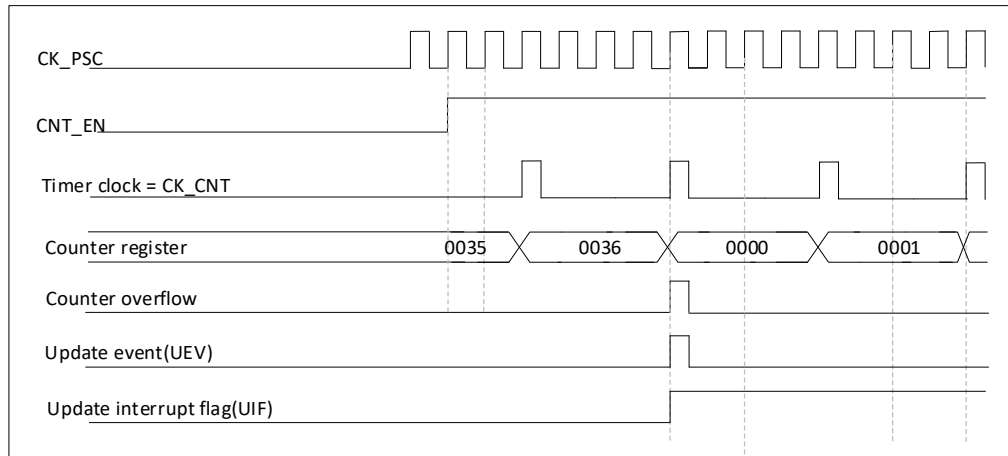 CK_PSC
CNT_EN
Timer clock = CK_CNT
Counter register
0035 0036 0000 0001
Counter overflow
Update event(UEV)
Update interrupt flag(UIF)